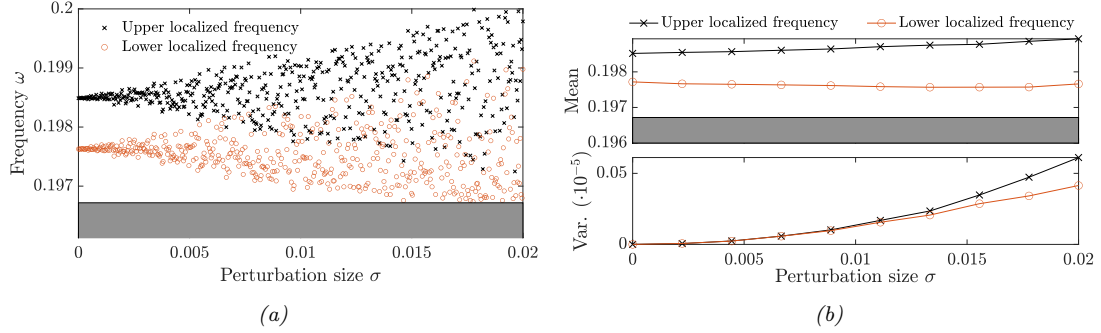 0.2
× Upper localized frequency
○ Lower localized frequency
0.199
0.198
0.197
Frequency ω
0 0.005 0.01 0.015 0.02
Perturbation size σ
(a)
Upper localized frequency Lower localized frequency
0.198
0.197
0.196
Mean
0.05
0
Var. (·10⁻⁵)
0 0.005 0.01 0.015 0.02
Perturbation size σ
(b)